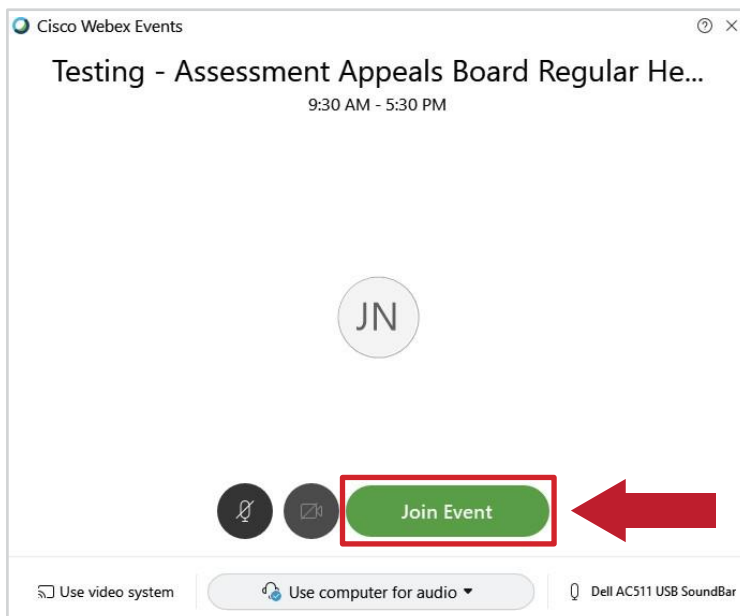 Cisco Webex Events
Testing - Assessment Appeals Board Regular He...
9:30 AM - 5:30 PM
JN
Join Event
Use video system
Use computer for audio
Dell AC511 USB SoundBar